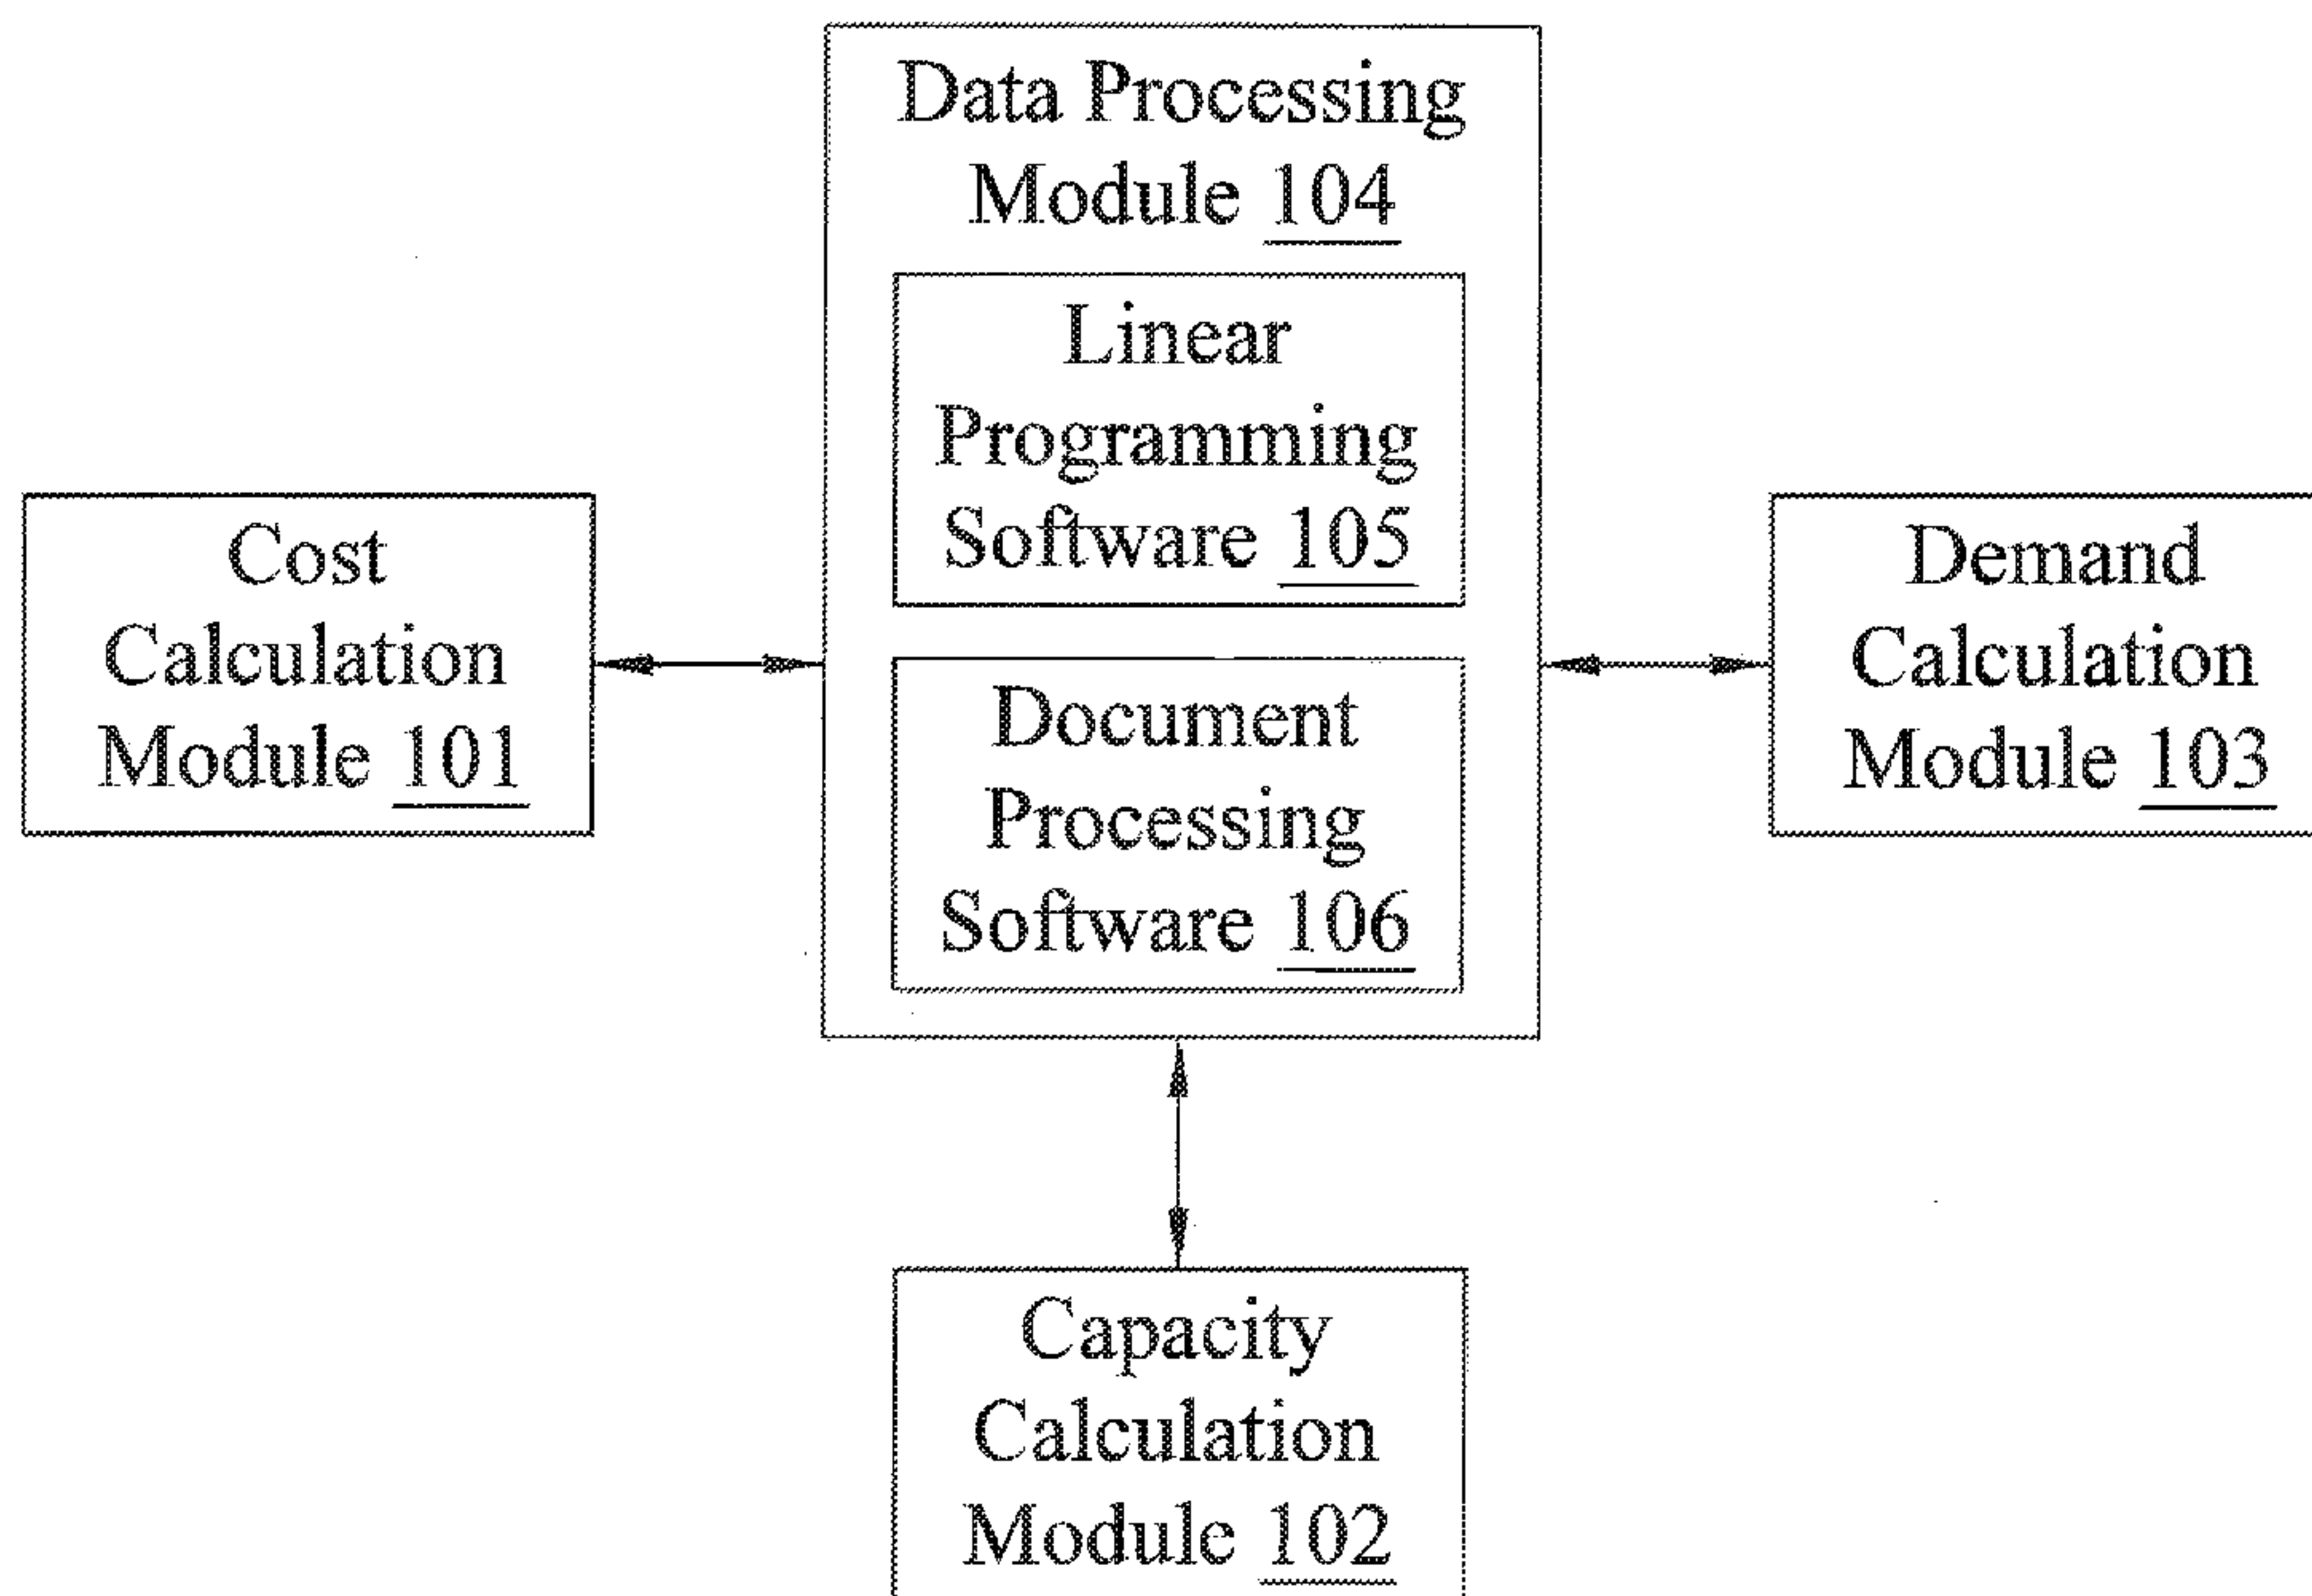 Data Processing
Module 104
Linear
Programming
Software 105
Cost
Calculation
Module 101
Document
Processing
Software 106
Demand
Calculation
Module 103
Capacity
Calculation
Module 102